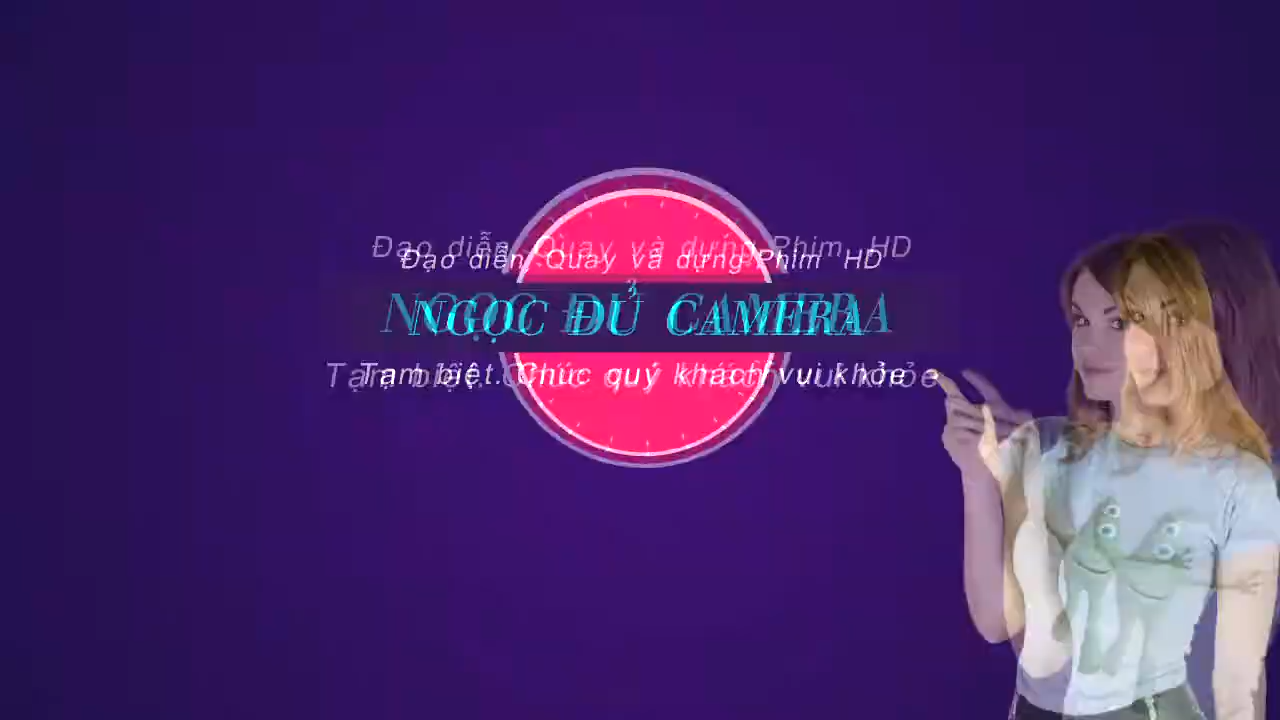 Đạo diễn, Quay và dựng Phim HD
NGỌC ĐỦ CAMERA
Tạm biệt. Chúc quý khách vui khỏe